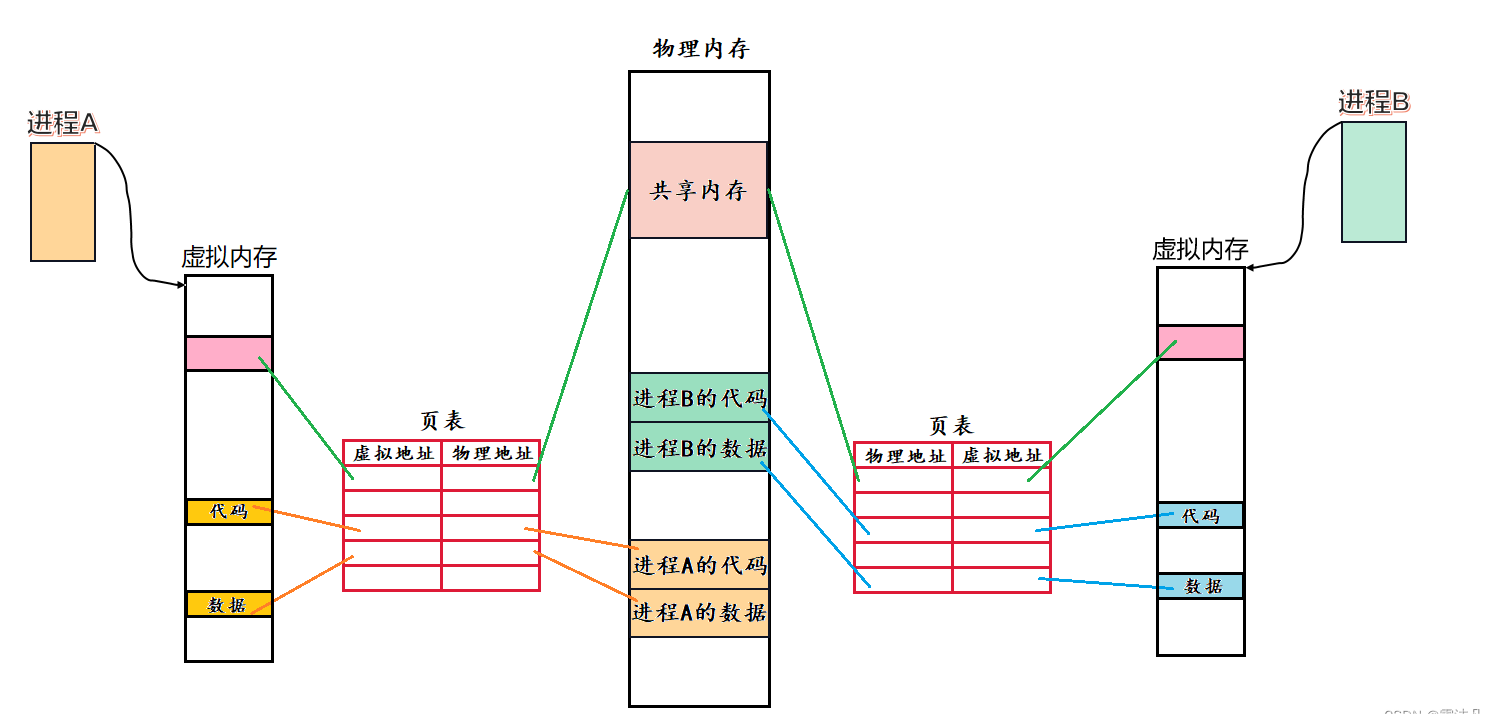 物理内存
进程A
进程B
共享内存
虚拟内存
虚拟内存
进程B的代码
进程B的数据
页表
虚拟地址 物理地址
页表
物理地址 虚拟地址
代码
代码
进程A的代码
进程A的数据
数据
数据